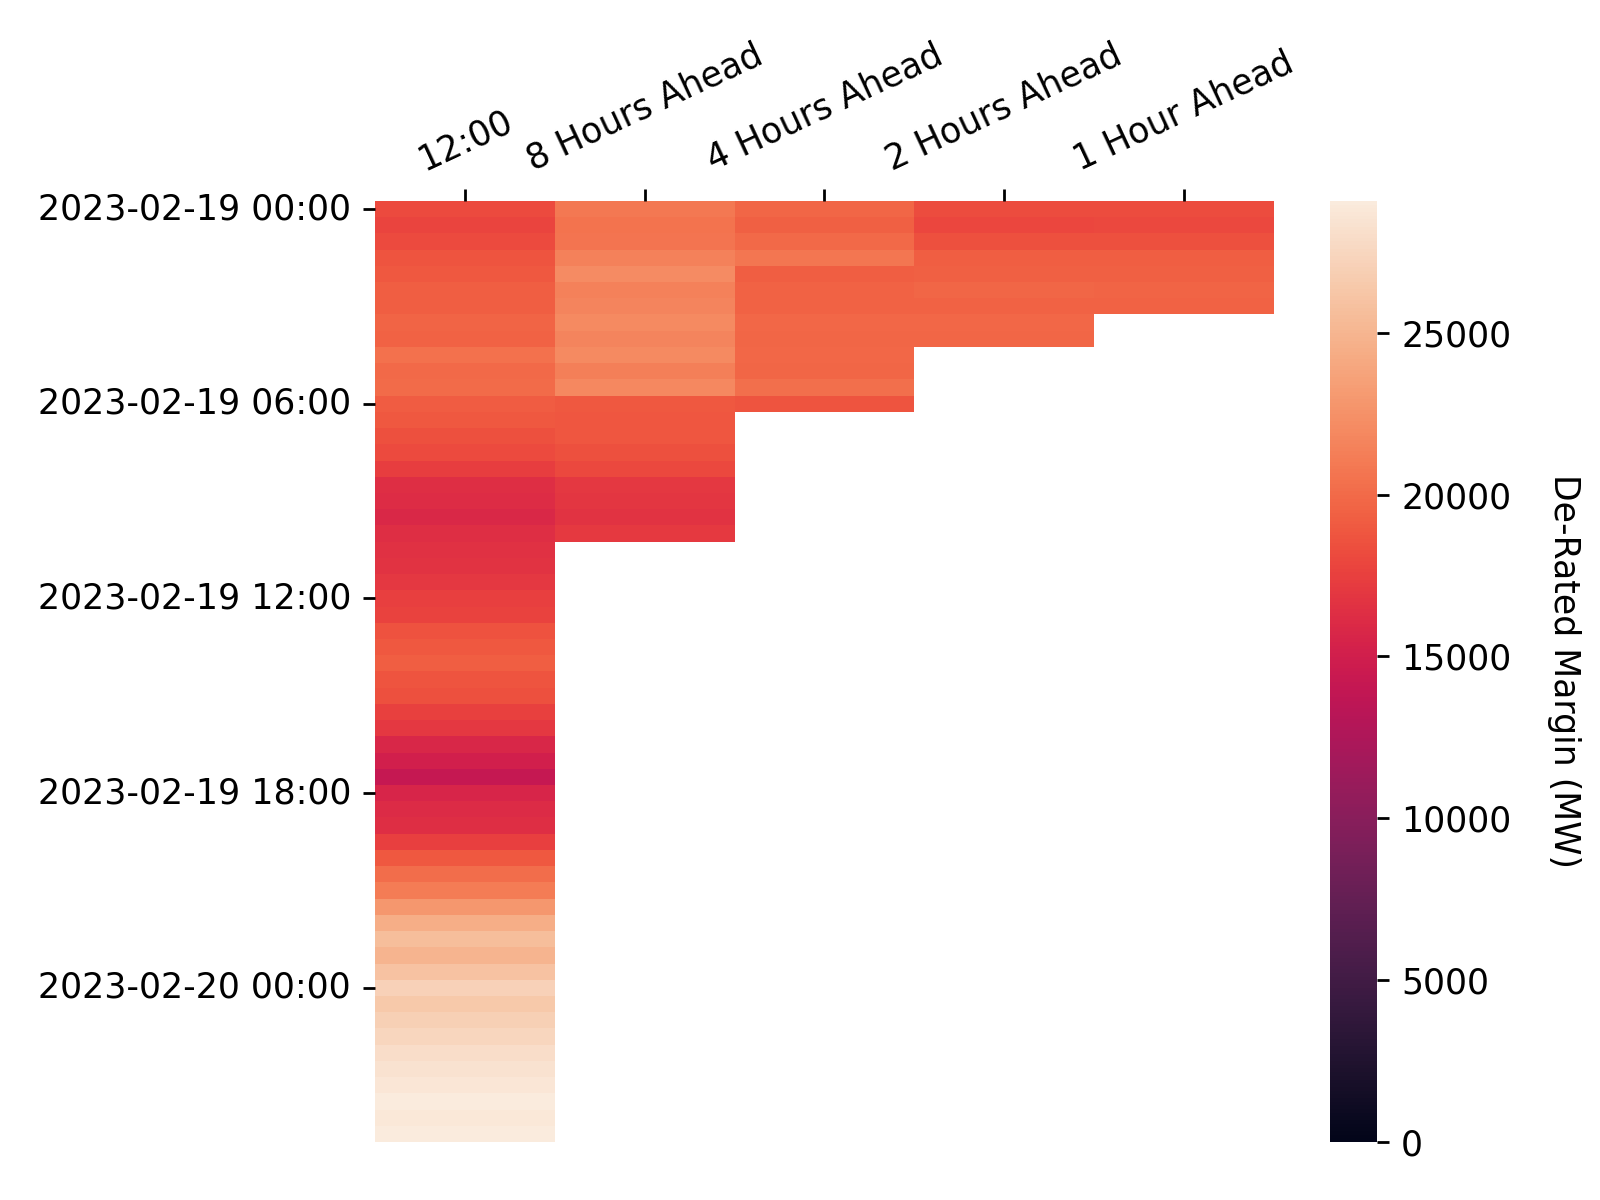 12:00
8 Hours Ahead
4 Hours Ahead
2 Hours Ahead
1 Hour Ahead
2023-02-19 00:00
2023-02-19 06:00
2023-02-19 12:00
2023-02-19 18:00
2023-02-20 00:00
25000
20000
15000
10000
5000
0
De-Rated Margin (MW)